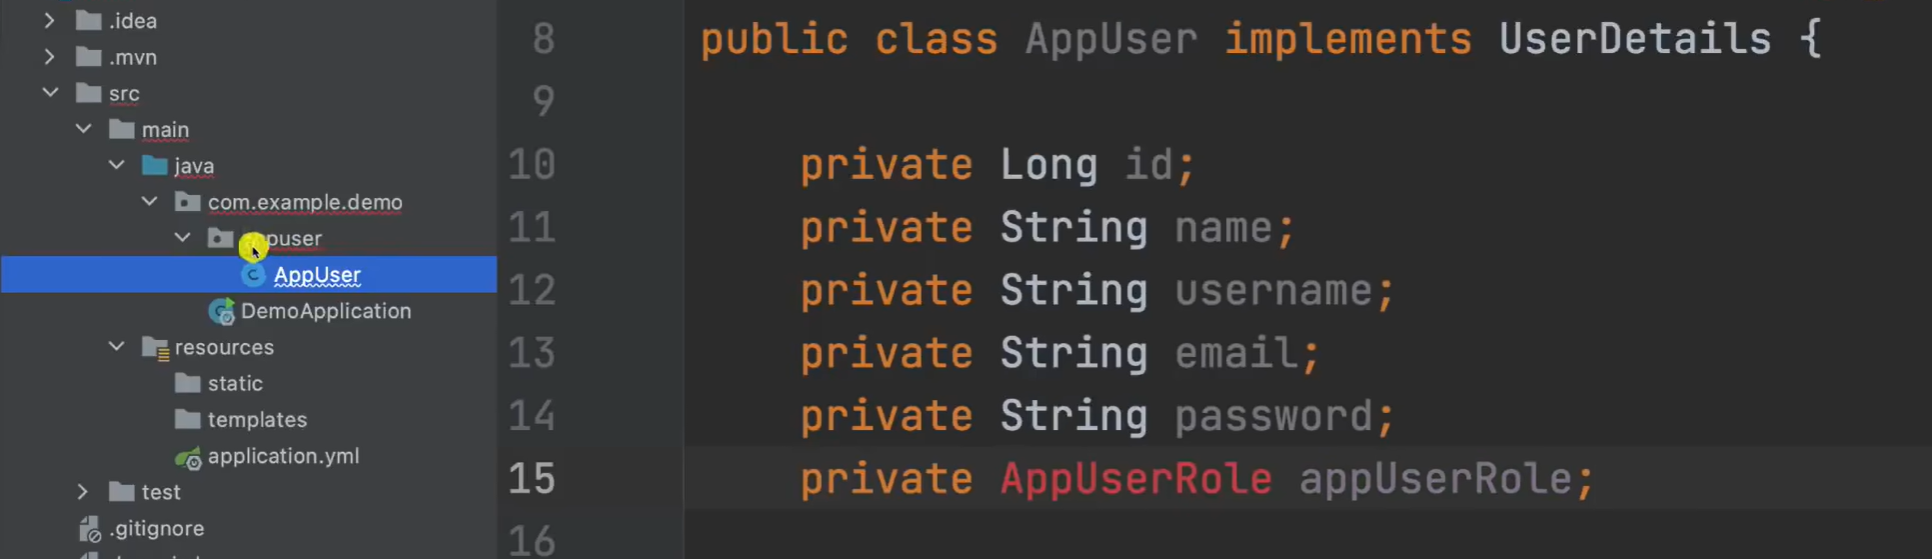 .idea
.mvn
src
main
java
com.example.demo
puser
AppUser
DemoApplication
resources
static
templates
application.yml
test
.gitignore
8 public class AppUser implements UserDetails {
9
10 private Long id;
11 private String name;
12 private String username;
13 private String email;
14 private String password;
15 private AppUserRole appUserRole;
16